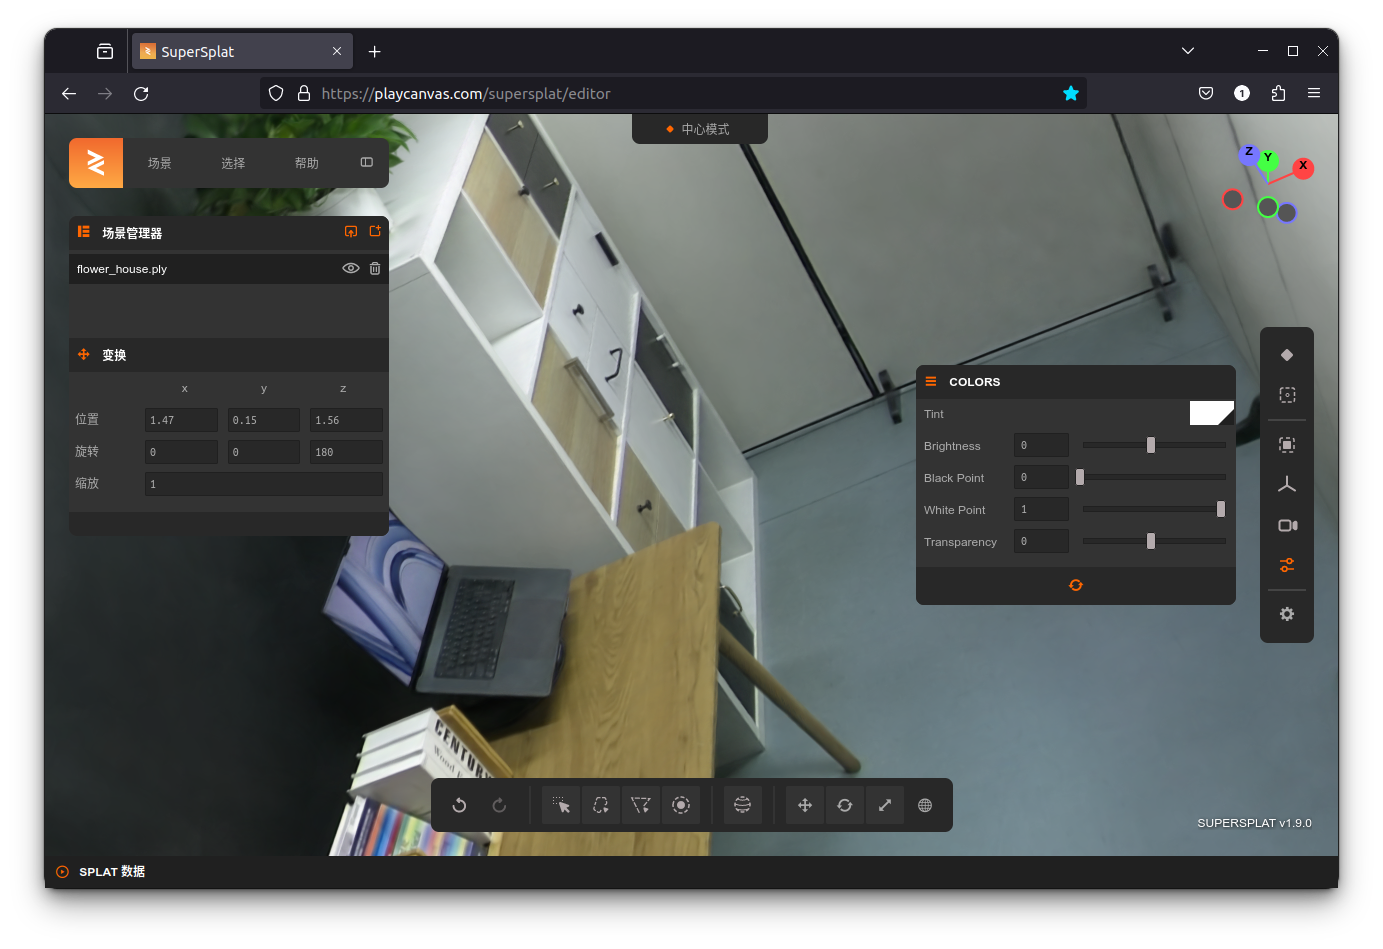 SuperSplat
https://playcanvas.com/supersplat/editor
1
中心模式
场景
选择
帮助
Z
Y
X
场景管理器
flower_house.ply
变换
x y z
位置 1.47 0.15 1.56
旋转 0 0 180
缩放 1
COLORS
Tint
Brightness 0
Black Point 0
White Point 1
Transparency 0
CENTURY
Wood
SUPERSPLAT v1.9.0
SPLAT 数据